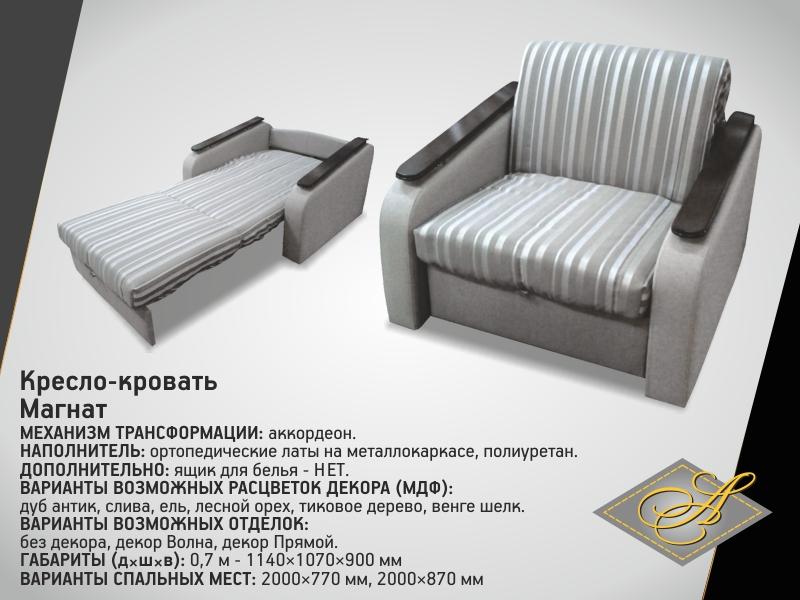 Кресло-кровать
Магнат
МЕХАНИЗМ ТРАНСФОРМАЦИИ: аккордеон.
НАПОЛНИТЕЛЬ: ортопедические латы на металлокаркасе, полиуретан.
ДОПОЛНИТЕЛЬНО: ящик для белья - НЕТ.
ВАРИАНТЫ ВОЗМОЖНЫХ РАСЦВЕТОК ДЕКОРА (МДФ):
дуб антик, слива, ель, лесной орех, тиковое дерево, венге шелк.
ВАРИАНТЫ ВОЗМОЖНЫХ ОТДЕЛОК:
без декора, декор Волна, декор Прямой.
ГАБАРИТЫ (д×ш×в): 0,7 м - 1140×1070×900 мм
ВАРИАНТЫ СПАЛЬНЫХ МЕСТ: 2000×770 мм, 2000×870 мм
A